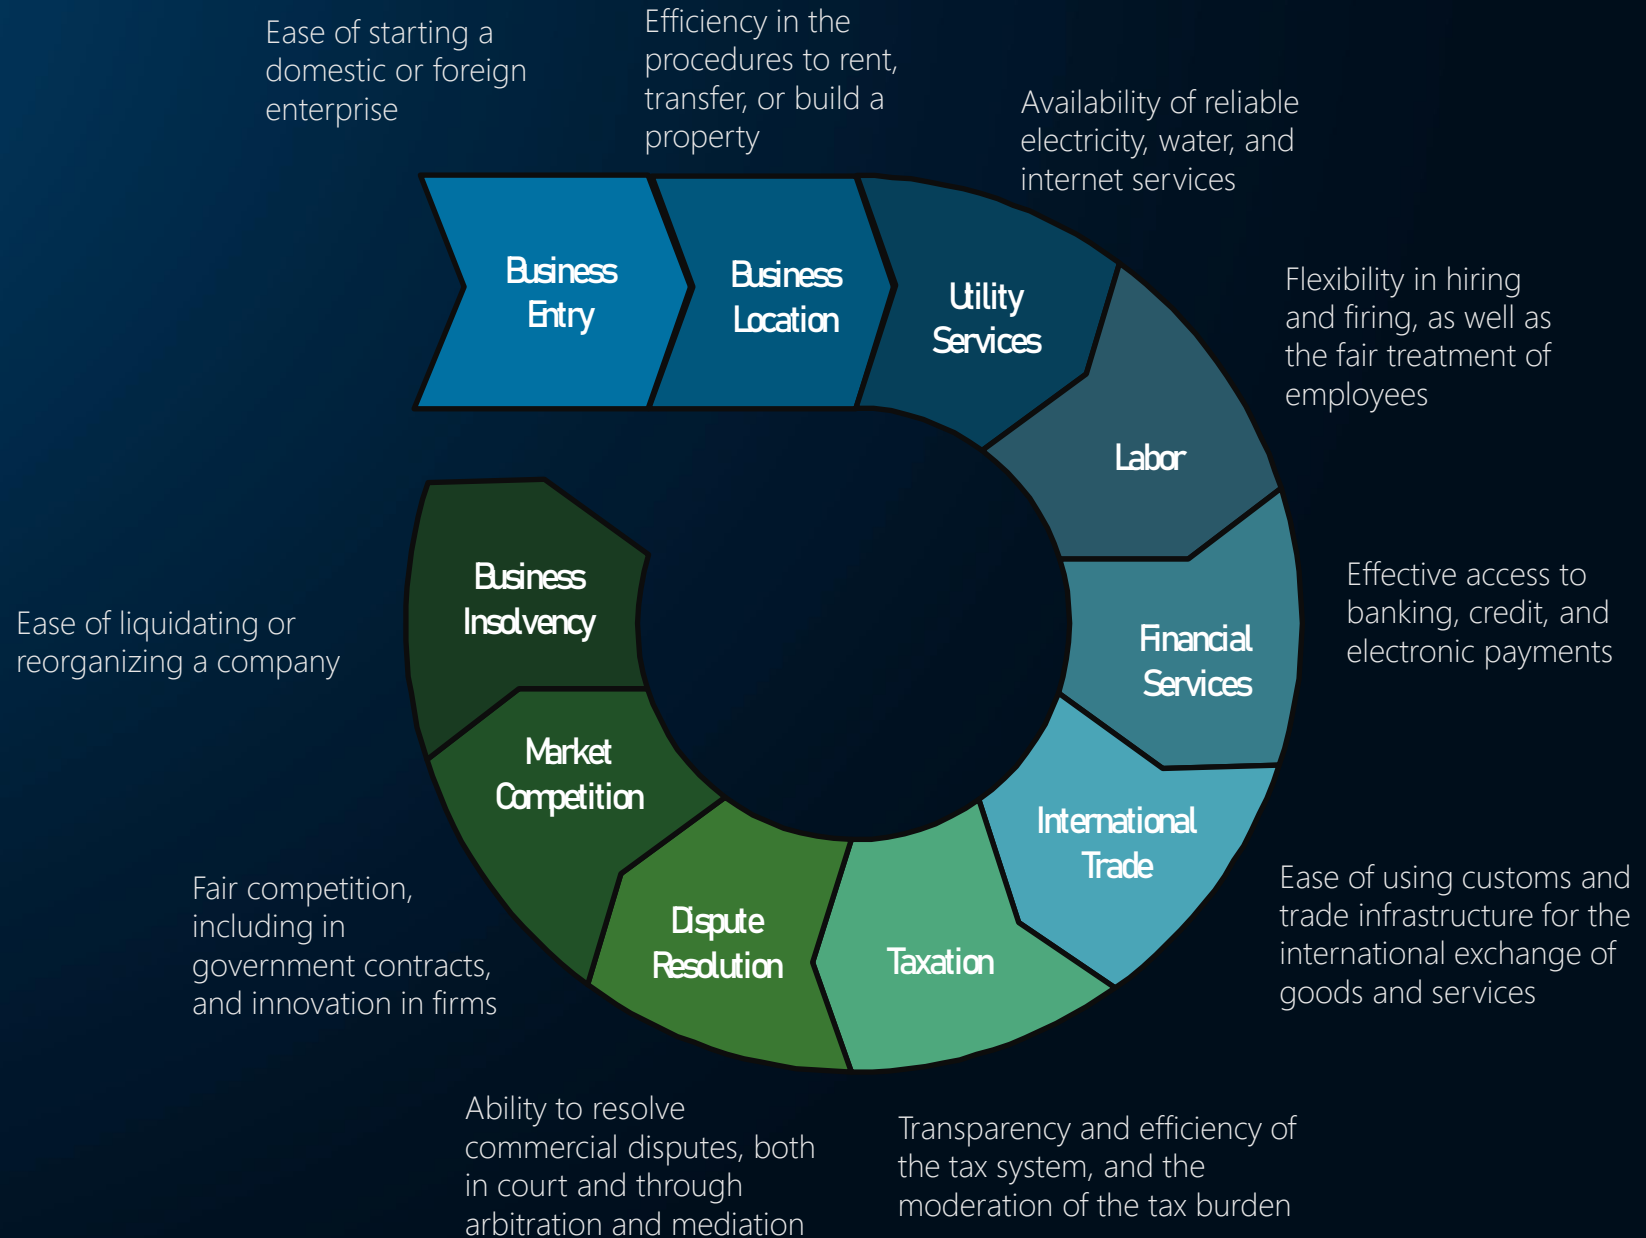 Ease of starting a
domestic or foreign
enterprise
Efficiency in the
procedures to rent,
transfer, or build a
property
Availability of reliable
electricity, water, and
internet services
Business
Entry
Business
Location
Utility
Services
Flexibility in hiring
and firing, as well as
the fair treatment of
employees
Labor
Effective access to
banking, credit, and
electronic payments
Financial
Services
International
Trade
Ease of using customs and
trade infrastructure for the
international exchange of
goods and services
Taxation
Transparency and efficiency of
the tax system, and the
moderation of the tax burden
Dispute
Resolution
Ability to resolve
commercial disputes, both
in court and through
arbitration and mediation
Market
Competition
Fair competition,
including in
government contracts,
and innovation in firms
Business
Insolvency
Ease of liquidating or
reorganizing a company